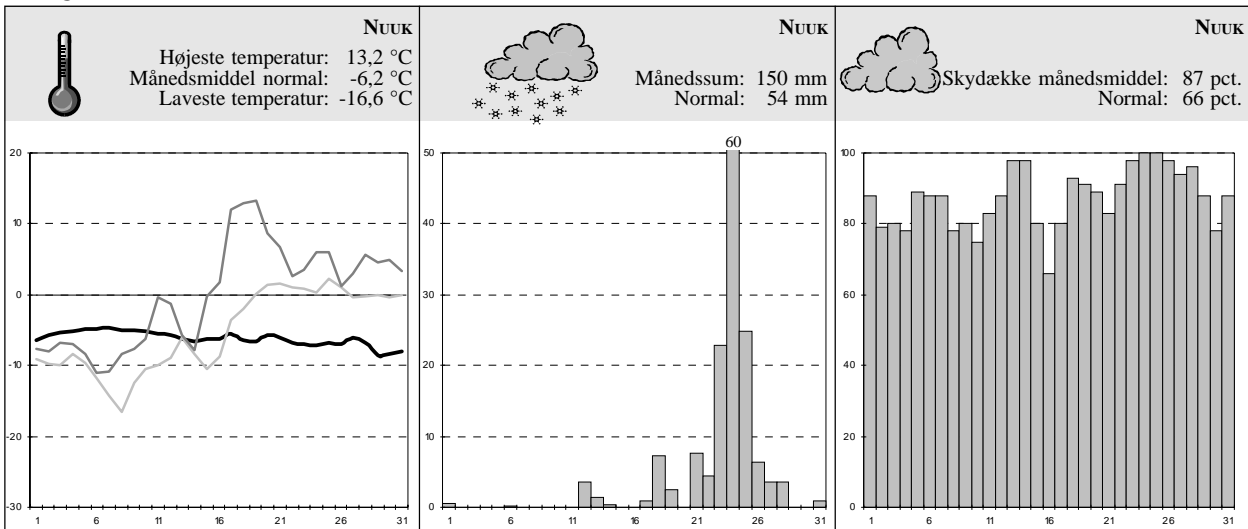 NUUK
Højeste temperatur: 13,2 °C
Månedsmiddel normal: -6,2 °C
Laveste temperatur: -16,6 °C
20
10
0
-10
-20
-30
1 6 11 16 21 26 31
NUUK
Månedssum: 150 mm
Normal: 54 mm
60
50
40
30
20
10
0
1 6 11 16 21 26 31
NUUK
Skydække månedsmiddel: 87 pct.
Normal: 66 pct.
100
80
60
40
20
0
1 6 11 16 21 26 31